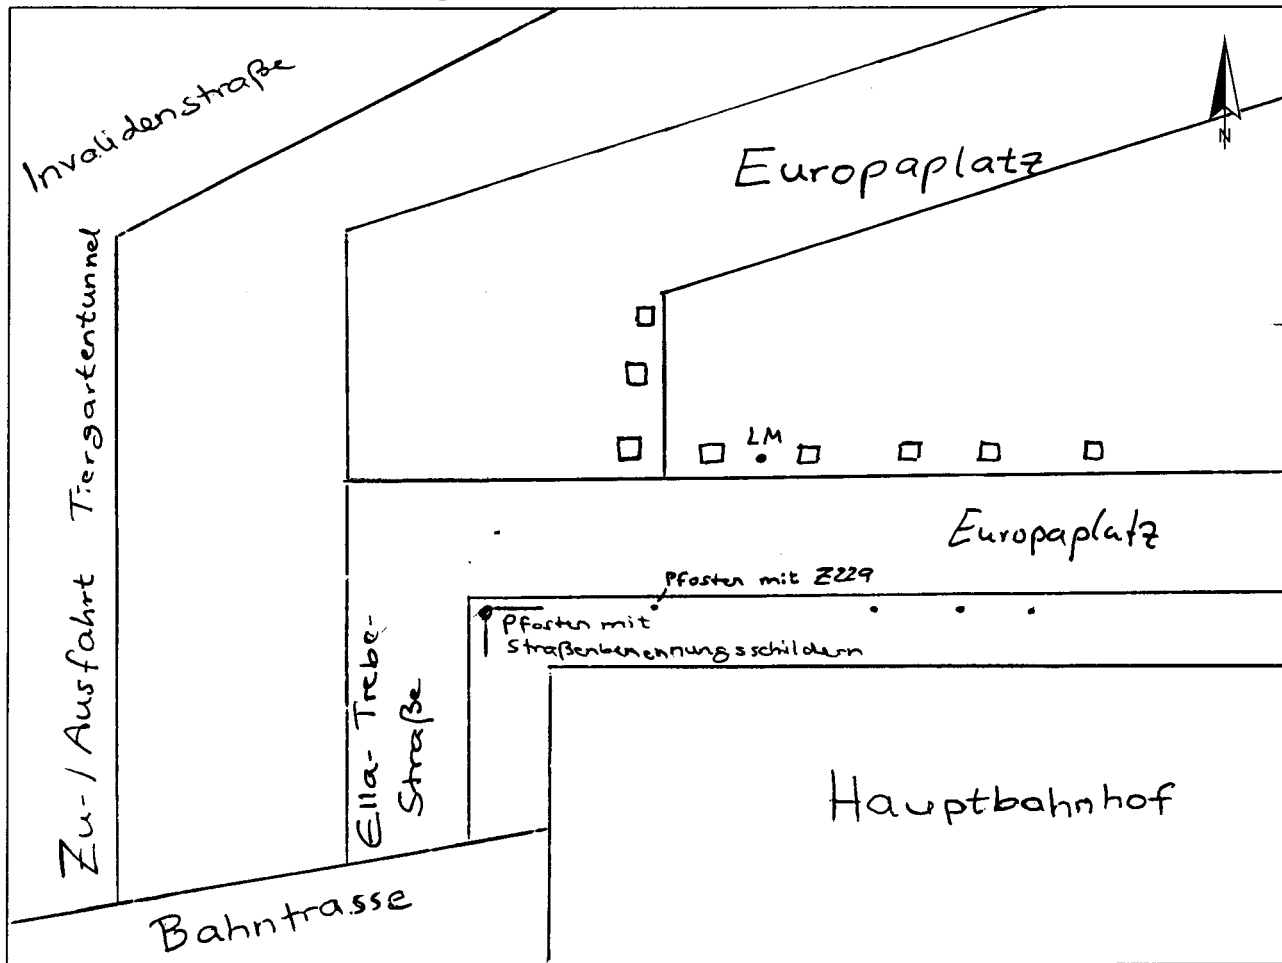 Invalidenstraße
Europaplatz
N
Zu-/Ausfahrt Tiergartentunnel
LM
Europaplatz
Pfosten mit Z229
Pfosten mit
Straßenbenennungsschildern
Ella-Trebe-
Straße
Hauptbahnhof
Bahntrasse